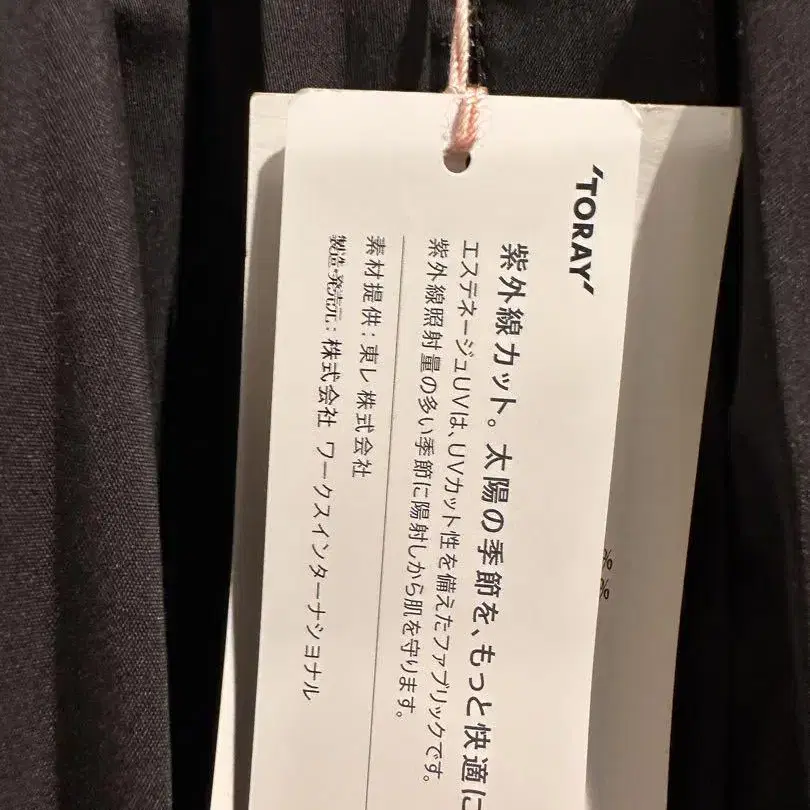 'TORAY'
紫外線カット。太陽の季節を、もっと快適に
エステネージュUVは、UVカット性を備えたファブリックです。
紫外線照射量の多い季節に陽射しから肌を守ります。
素材提供：東レ株式会社
製造・発売元：株式会社 ワークスインターナショナル
%
%